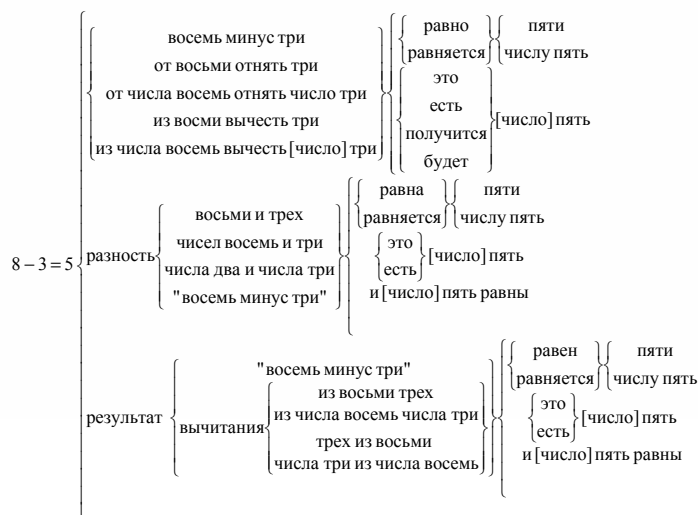 8 − 3 = 5
восемь минус три
от восьми отнять три
от числа восемь отнять число три
из восми вычесть три
из числа восемь вычесть [число] три
равно
равняется
пяти
числу пять
это
есть
получится
будет
[число] пять
разность
восьми и трех
чисел восемь и три
числа два и числа три
"восемь минус три"
равна
равняется
пяти
числу пять
это
есть
[число] пять
и [число] пять равны
результат
"восемь минус три"
вычитания
из восьми трех
из числа восемь числа три
трех из восьми
числа три из числа восемь
равен
равняется
пяти
числу пять
это
есть
[число] пять
и [число] пять равны